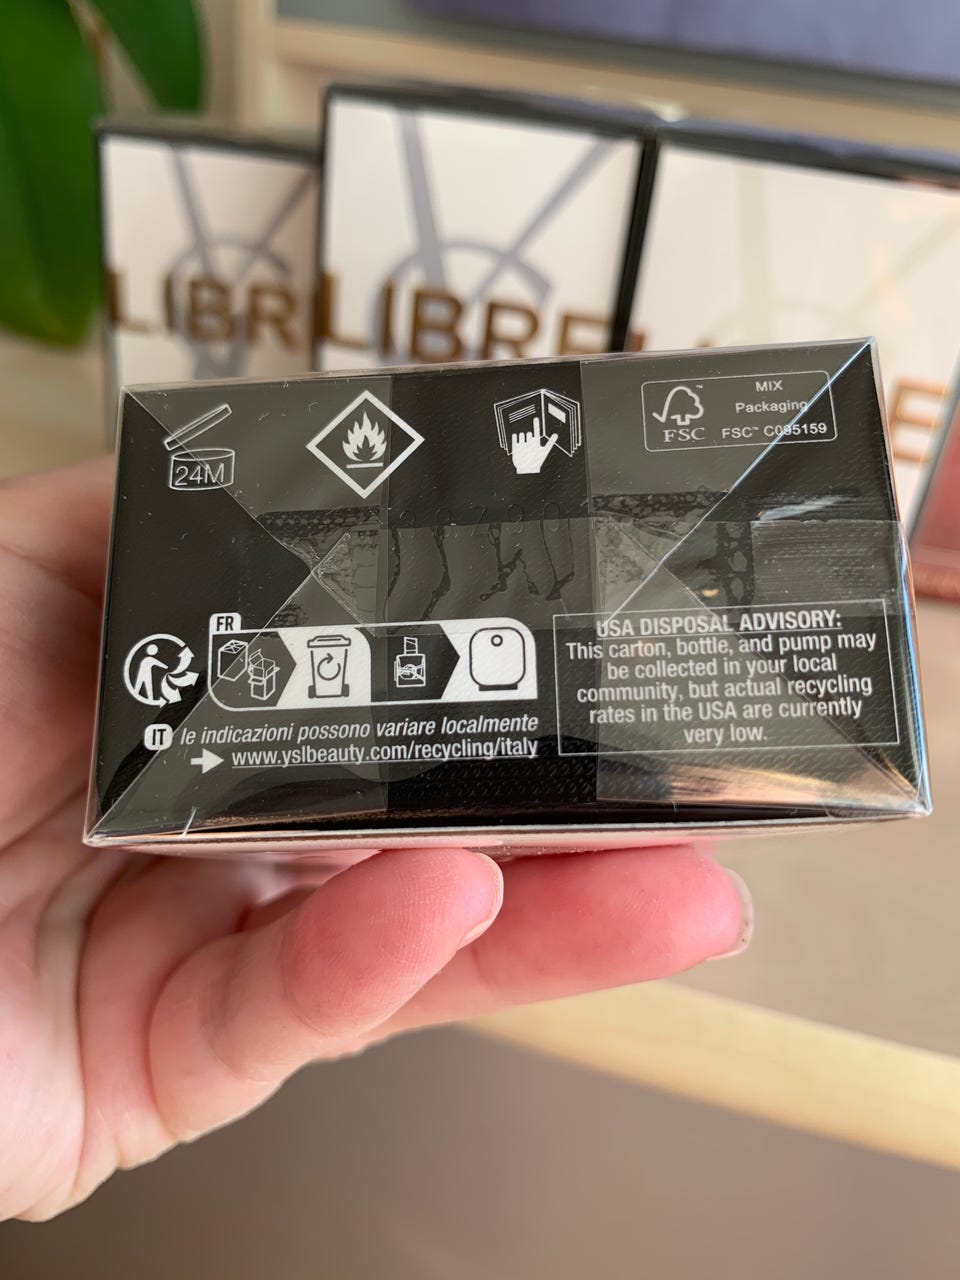 LIBR
LIBRE
E
24M
FSC™
MIX
Packaging
FSC™ C095159
FR
IT le indicazioni possono variare localmente
www.yslbeauty.com/recycling/italy
USA DISPOSAL ADVISORY:
This carton, bottle, and pump may
be collected in your local
community, but actual recycling
rates in the USA are currently
very low.